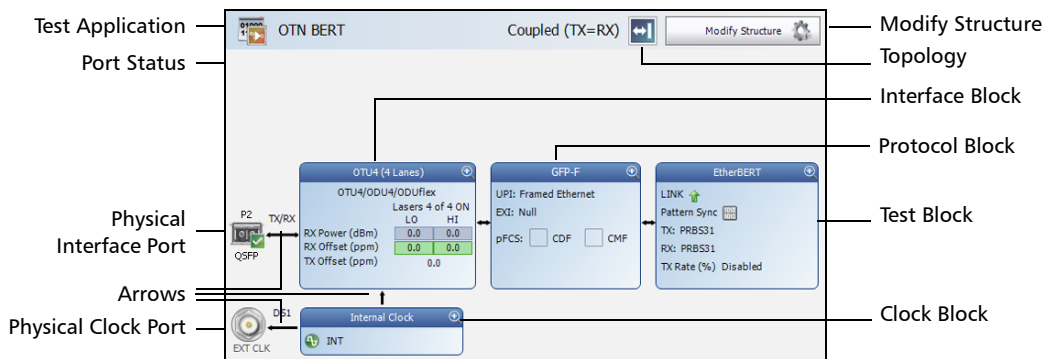 Test Application
Port Status
Physical
Interface Port
Arrows
Physical Clock Port
OTN BERT
Coupled (TX=RX)
Modify Structure
Modify Structure
Topology
Interface Block
Protocol Block
Test Block
Clock Block
P2
TX/RX
QSFP
OTU4 (4 Lanes)
OTU4/ODU4/ODUflex
Lasers 4 of 4 ON
LO HI
RX Power (dBm) 0.0 0.0
RX Offset (ppm) 0.0 0.0
TX Offset (ppm) 0.0
GFP-F
UPI: Framed Ethernet
EXI: Null
pFCS: CDF CMF
EtherBERT
LINK
Pattern Sync
TX: PRBS31
RX: PRBS31
TX Rate (%) Disabled
DS1
EXT CLK
Internal Clock
INT